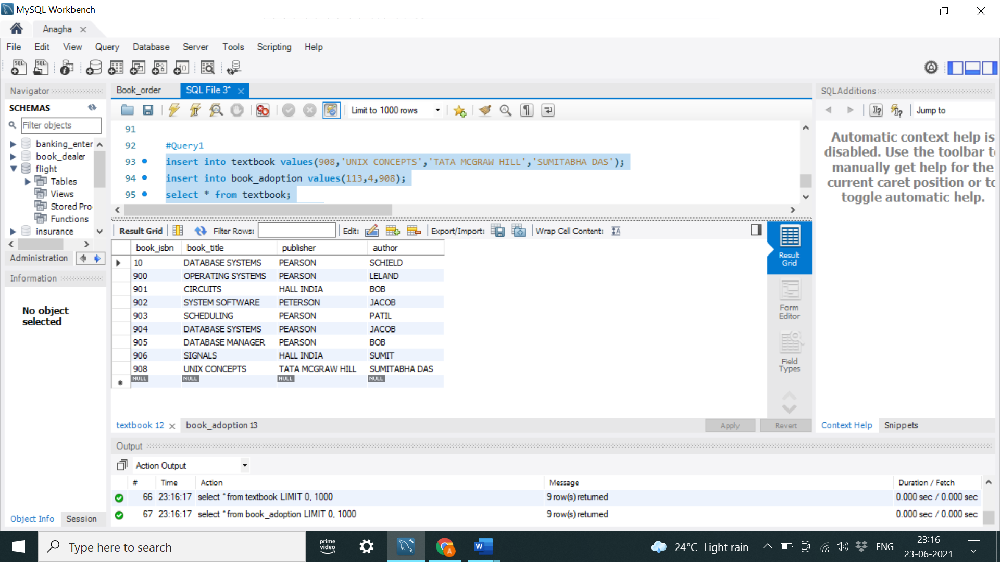 MySQL Workbench
Anagha
File Edit View Query Database Server Tools Scripting Help
Navigator
SCHEMAS
Filter objects
banking_enter
book_dealer
flight
Tables
Views
Stored Pro
Functions
insurance
Administration
Information
No object
selected
Object Info Session
Book_order SQL File 3*
Limit to 1000 rows
91
92 #Query1
93 insert into textbook values(908,'UNIX CONCEPTS','TATA MCGRAW HILL','SUMITABHA DAS');
94 insert into book_adoption values(113,4,908);
95 select * from textbook;
Result Grid Filter Rows: Edit: Export/Import: Wrap Cell Content:
book_isbn book_title publisher author
10 DATABASE SYSTEMS PEARSON SCHIELD
900 OPERATING SYSTEMS PEARSON LELAND
901 CIRCUITS HALL INDIA BOB
902 SYSTEM SOFTWARE PETERSON JACOB
903 SCHEDULING PEARSON PATIL
904 DATABASE SYSTEMS PEARSON JACOB
905 DATABASE MANAGER PEARSON BOB
906 SIGNALS HALL INDIA SUMIT
908 UNIX CONCEPTS TATA MCGRAW HILL SUMITABHA DAS
NULL NULL NULL NULL
Result
Grid
Form
Editor
Field
Types
textbook 12 book_adoption 13
Apply Revert
SQLAdditions
Jump to
Automatic context help is
disabled. Use the toolbar t
manually get help for the
current caret position or to
toggle automatic help.
Context Help Snippets
Output
Action Output
# Time Action Message Duration / Fetch
66 23:16:17 select * from textbook LIMIT 0, 1000 9 row(s) returned 0.000 sec / 0.000 sec
67 23:16:17 select * from book_adoption LIMIT 0, 1000 9 row(s) returned 0.000 sec / 0.000 sec
Type here to search
prime
video
24°C Light rain
ENG
23:16
23-06-2021